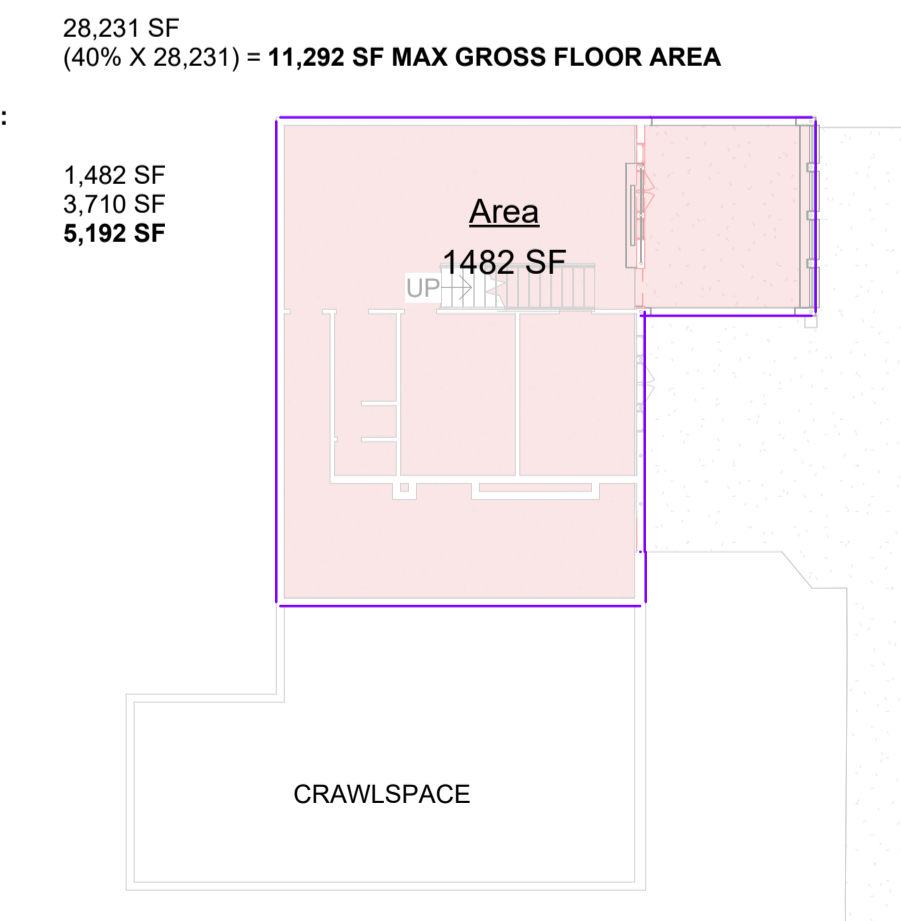 28,231 SF
(40% X 28,231) = 11,292 SF MAX GROSS FLOOR AREA
:
1,482 SF
3,710 SF
5,192 SF
Area
1482 SF
UP
CRAWLSPACE